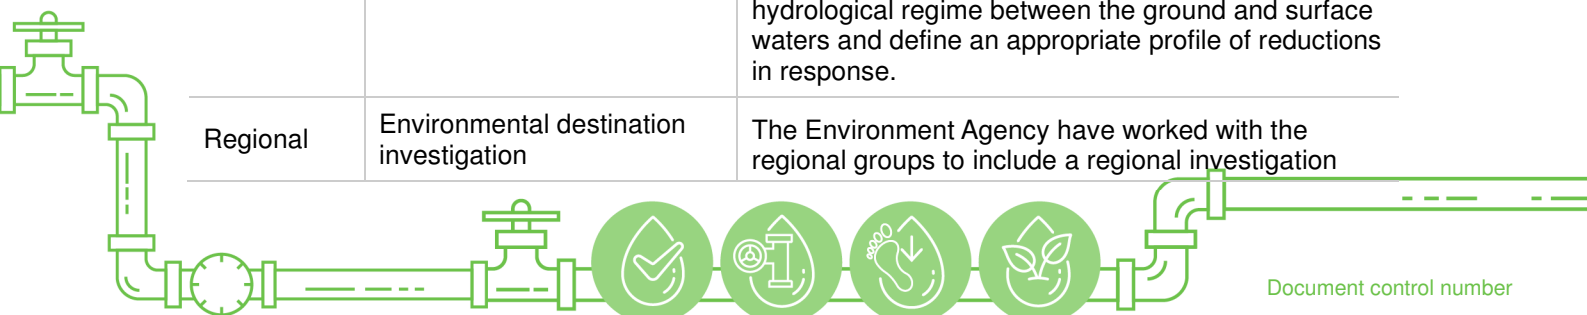 hydrological regime between the ground and surface
waters and define an appropriate profile of reductions
in response.
Regional
Environmental destination
investigation
The Environment Agency have worked with the
regional groups to include a regional investigation
Document control number